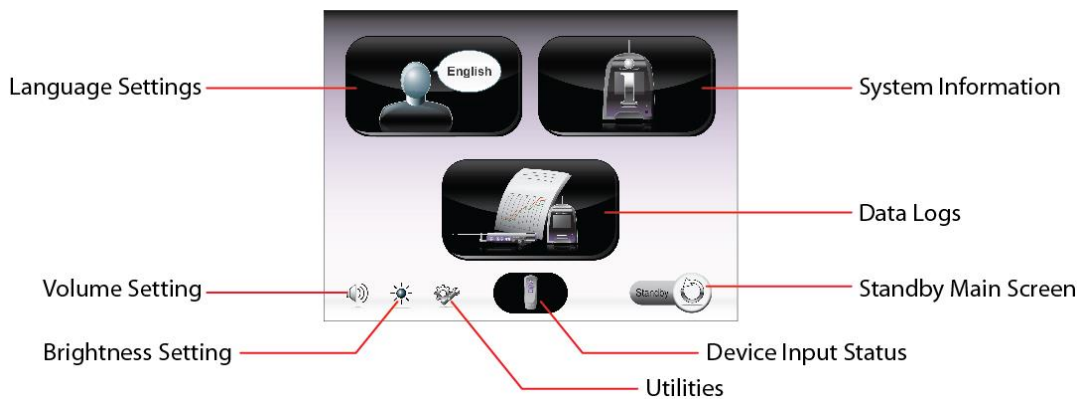 English
Language Settings
System Information
Data Logs
Volume Setting
Standby
Standby Main Screen
Brightness Setting
Device Input Status
Utilities